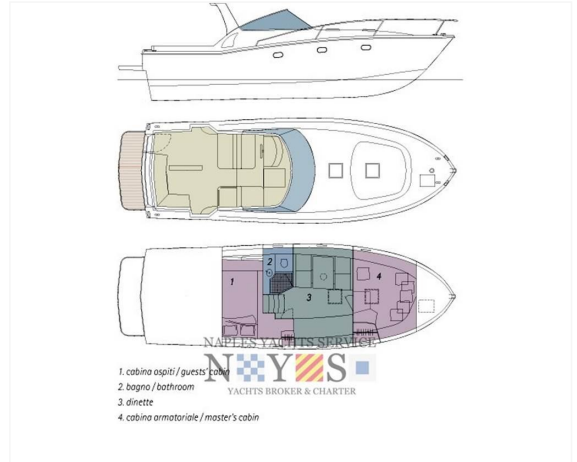 2
1
3
4
NAPLES YACHTS SERVICE
N Y S
YACHTS BROKER & CHARTER
1. cabina ospiti / guests' cabin
2. bagno / bathroom
3. dinette
4. cabina armatoriale / master's cabin